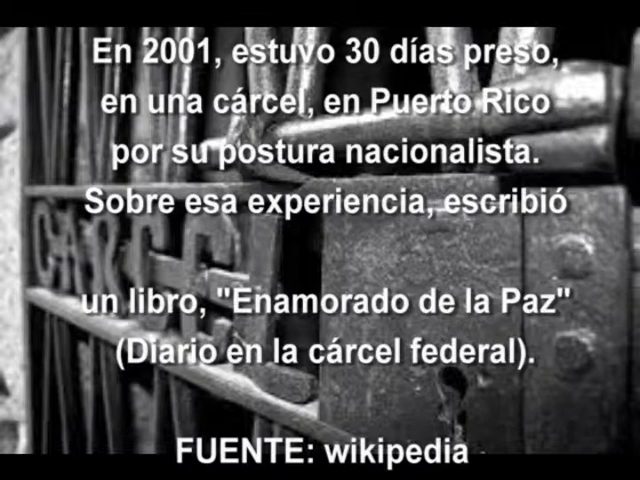 En 2001, estuvo 30 días preso,
en una cárcel, en Puerto Rico
por su postura nacionalista.
Sobre esa experiencia, escribió
CARCEL
un libro, "Enamorado de la Paz"
(Diario en la cárcel federal).
FUENTE: wikipedia